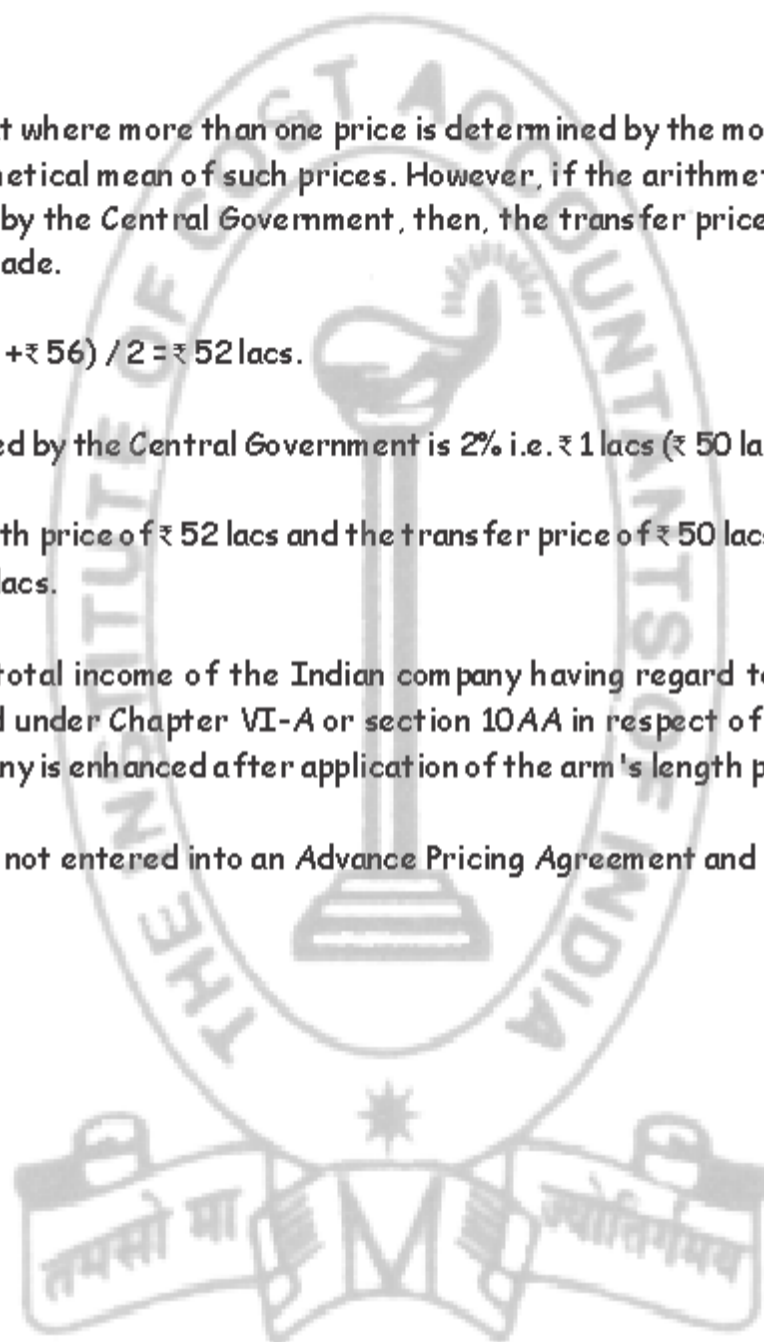 t where more than one price is determined by the mo
netical mean of such prices. However, if the arithmet
by the Central Government, then, the transfer price
ade.
+₹ 56) / 2 = ₹ 52 lacs.
ed by the Central Government is 2% i.e. ₹ 1 lacs (₹ 50 la
th price of ₹ 52 lacs and the transfer price of ₹ 50 lacs
lacs.
total income of the Indian company having regard to
d under Chapter VI-A or section 10AA in respect of
ny is enhanced after application of the arm's length p
not entered into an Advance Pricing Agreement and
THE INSTITUTE OF COST ACCOUNTANTS OF INDIA
तमसो मा ज्योतिर्गमय